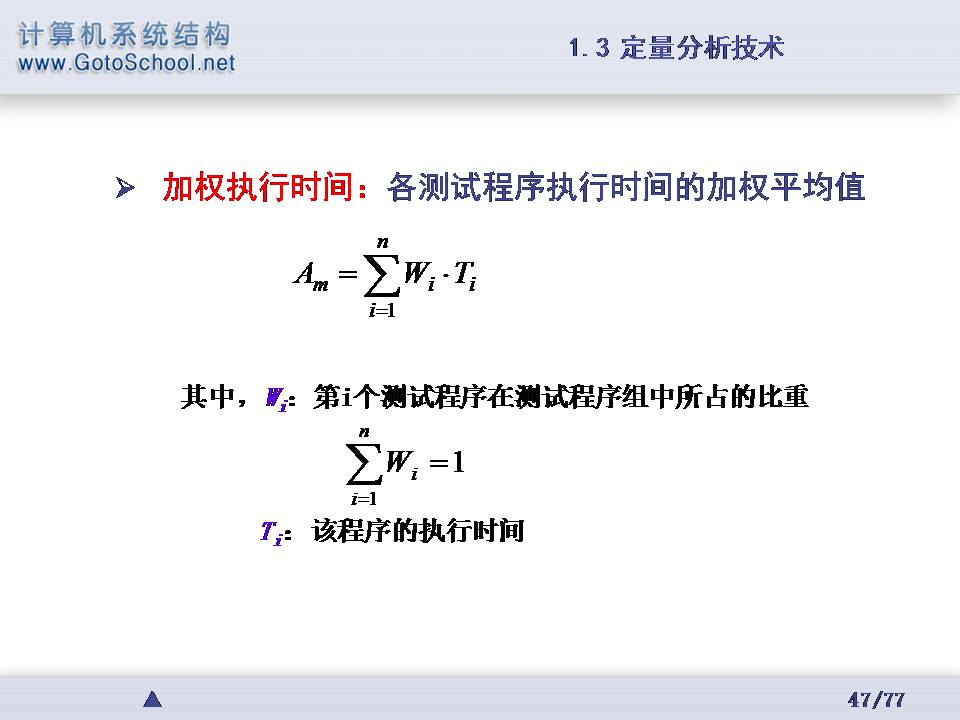 计算机系统结构
www.GotoSchool.net
1.3 定量分析技术
➢ 加权执行时间：各测试程序执行时间的加权平均值
n
A_m = ∑ W_i · T_i
i=1
其中，W_i：第i个测试程序在测试程序组中所占的比重
n
∑ W_i = 1
i=1
T_i：该程序的执行时间
47/77